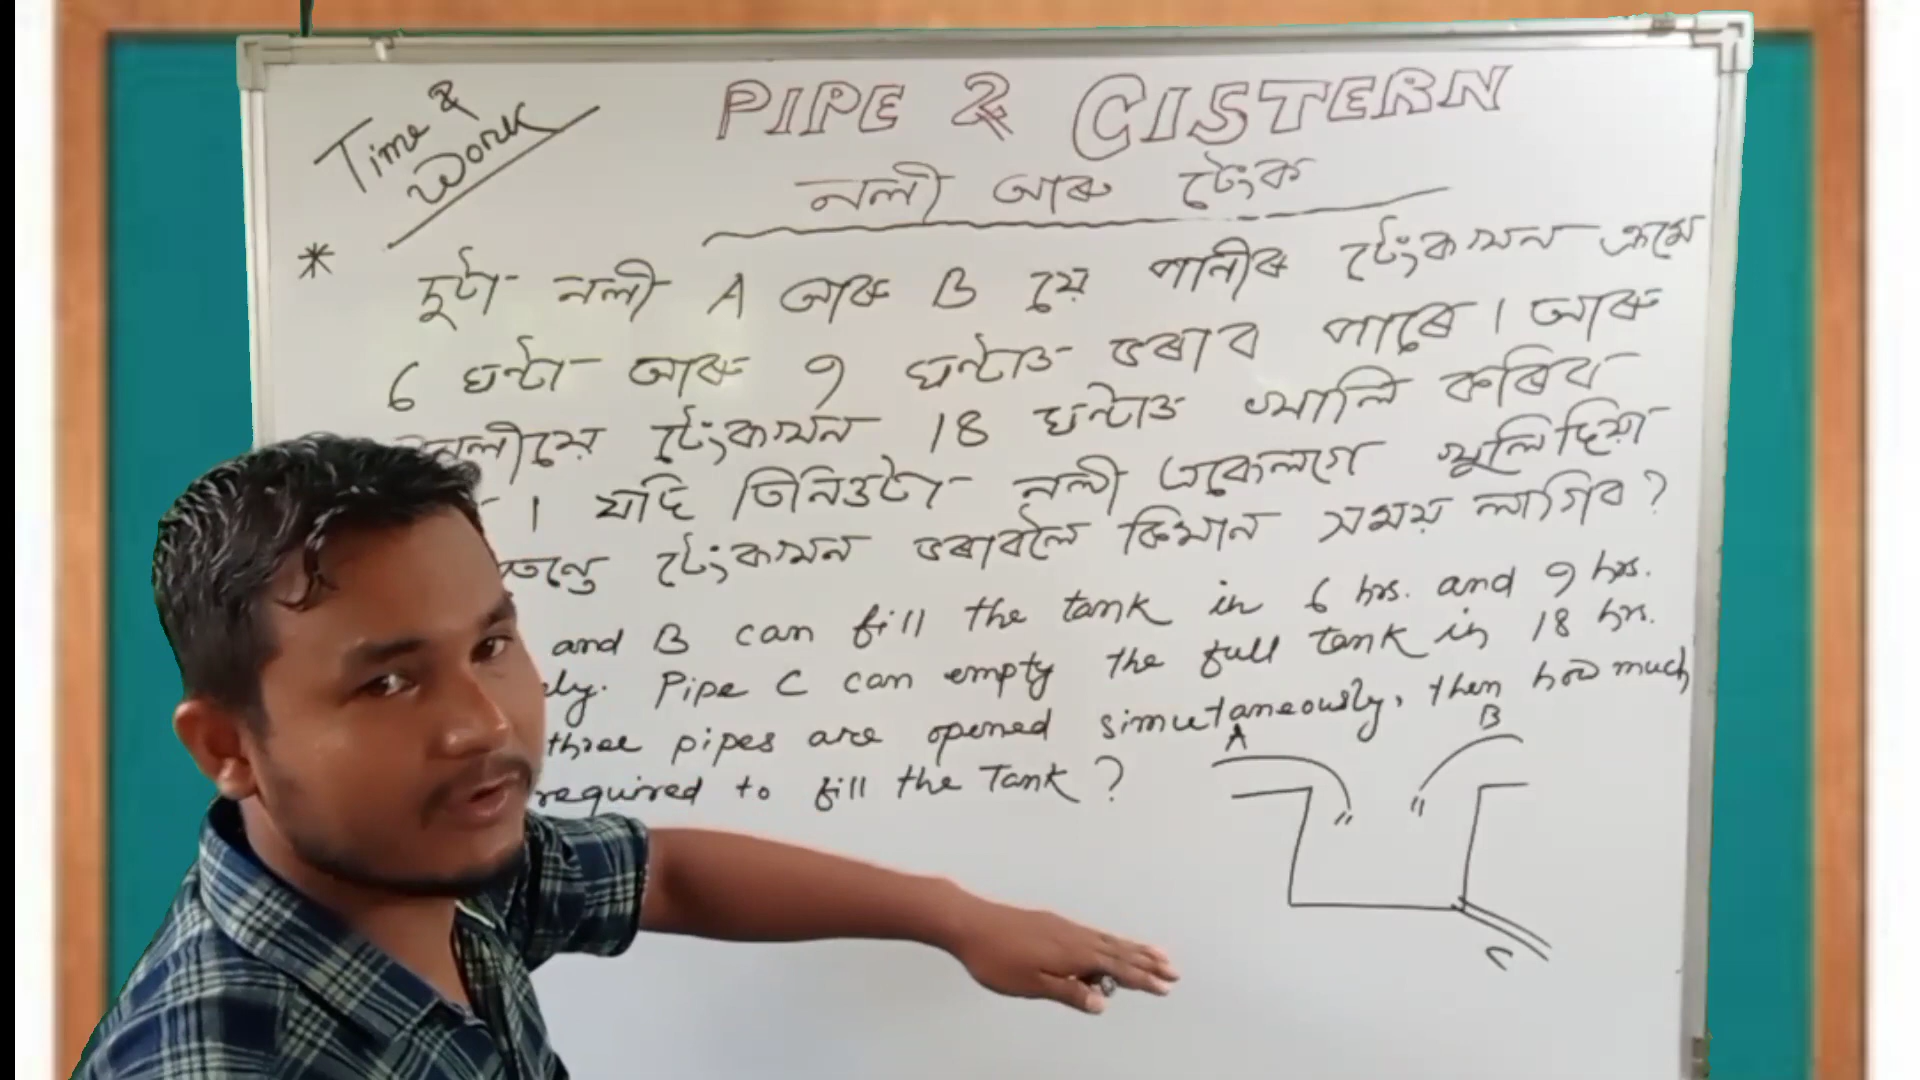 Time &
Work
PIPE & CISTERN
নলী আৰু টেংক
* দুটা নলী A আৰু B য়ে পানীৰ টেংকখন ক্ৰমে
6 ঘন্টা আৰু 9 ঘন্টাত ভৰাব পাৰে। আৰু
নলীয়ে টেংকখন 18 ঘন্টাত খালি কৰিব
। যদি তিনিওটা নলী একেলগে খুলি দিয়া
টেংকখন ভৰাবলৈ কিমান সময় লাগিব?
and B can fill the tank in 6 hrs. and 9 hrs.
ly. Pipe C can empty the full tank in 18 hrs.
three pipes are opened simutaneously, then how much
required to fill the Tank?
A
B
C